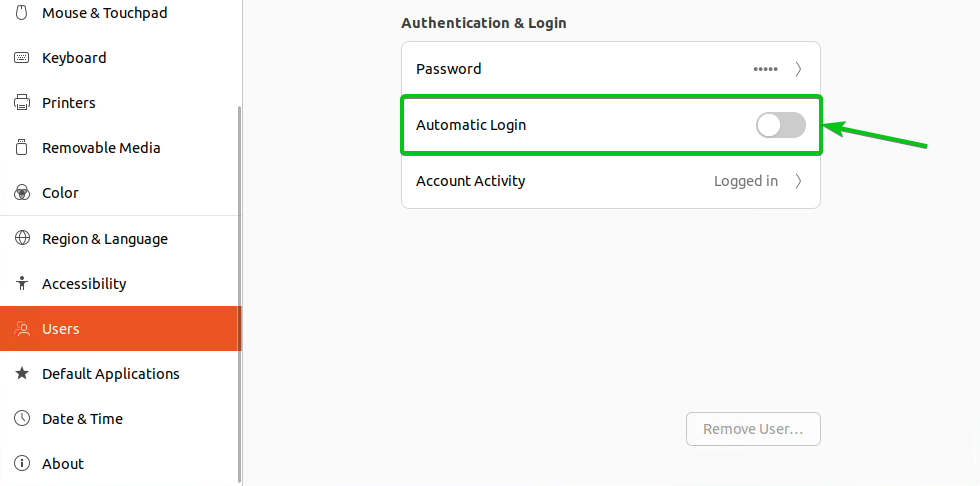 Mouse & Touchpad
Keyboard
Printers
Removable Media
Color
Region & Language
Accessibility
Users
Default Applications
Date & Time
About
Authentication & Login
Password •••••
Automatic Login
Account Activity Logged in
Remove User…